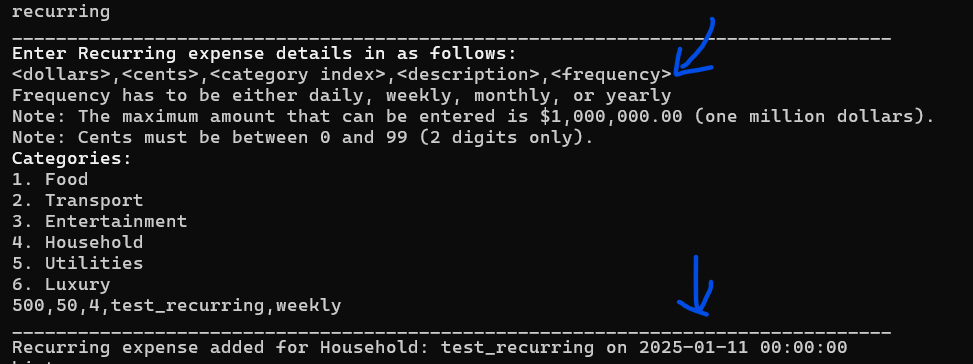 recurring
________________________________________________________________________________
Enter Recurring expense details in as follows:
<dollars>,<cents>,<category index>,<description>,<frequency>
Frequency has to be either daily, weekly, monthly, or yearly
Note: The maximum amount that can be entered is $1,000,000.00 (one million dollars).
Note: Cents must be between 0 and 99 (2 digits only).
Categories:
1. Food
2. Transport
3. Entertainment
4. Household
5. Utilities
6. Luxury
500,50,4,test_recurring,weekly
________________________________________________________________________________
Recurring expense added for Household: test_recurring on 2025-01-11 00:00:00